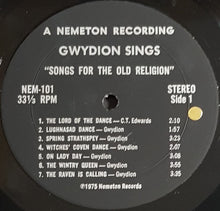 A NEMETON RECORDING
GWYDION SINGS
"SONGS FOR THE OLD RELIGION"
NEM-101 STEREO
33⅓ RPM Side 1
1. THE LORD OF THE DANCE — C.T. Edwards 2:10
2. LUGHNASAD DANCE — Gwydion 1:57
3. SPRING STRATHSPEY — Gwydion 3:23
4. WITCHES' COVEN DANCE — Gwydion 2:02
5. ON LADY DAY — Gwydion 3:08
6. THE WINTRY QUEEN — Gwydion 3:55
7. THE RAVEN IS CALLING — Gwydion 3:35
©1975 Nemeton Records